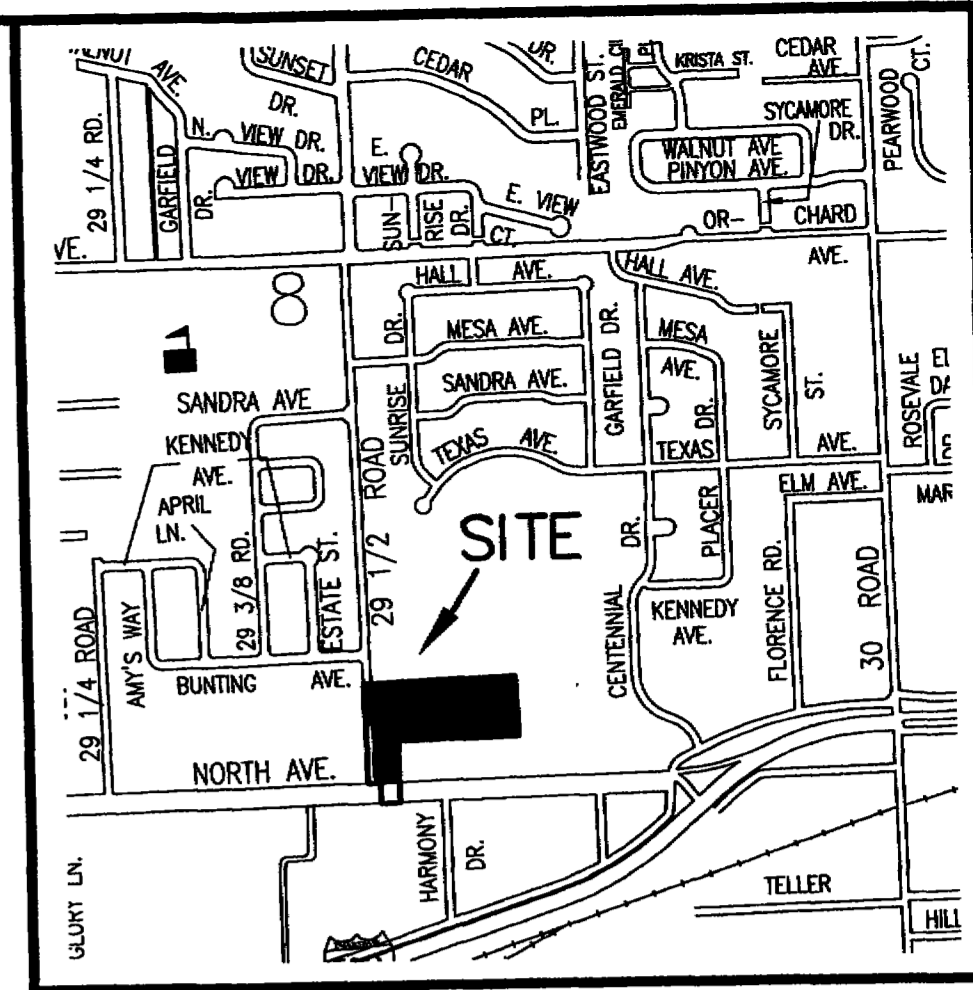 SUNSET
DR.
CEDAR
PL.
DR.
EASTWOOD ST.
EMERALD
PL
KRISTA ST.
CEDAR
AVE
SYCAMORE
DR.
PEARWOOD
CT.
AVE.
29 1/4 RD.
GARFIELD
DR.
N.
VIEW DR.
VIEW DR.
E.
VIEW DR.
SUN-
RISE
DR.
E. VIEW
CT.
WALNUT AVE
PINYON AVE.
OR-
CHARD
AVE.
VE.
HALL AVE.
HALL AVE.
DR.
MESA AVE.
MESA
AVE.
SANDRA AVE.
GARFIELD DR.
DR.
SYCAMORE
ST.
ROSEVALE
SANDRA AVE
KENNEDY
AVE.
APRIL
LN.
ROAD
SUNRISE
TEXAS AVE.
TEXAS
AVE.
ELM AVE.
SITE
29 1/2
29 3/8 RD.
ESTATE ST.
DR.
PLACER
CENTENNIAL
KENNEDY
AVE.
FLORENCE RD.
30 ROAD
29 1/4 ROAD
AMY'S WAY
BUNTING AVE.
NORTH AVE.
HARMONY
DR.
TELLER
LN.